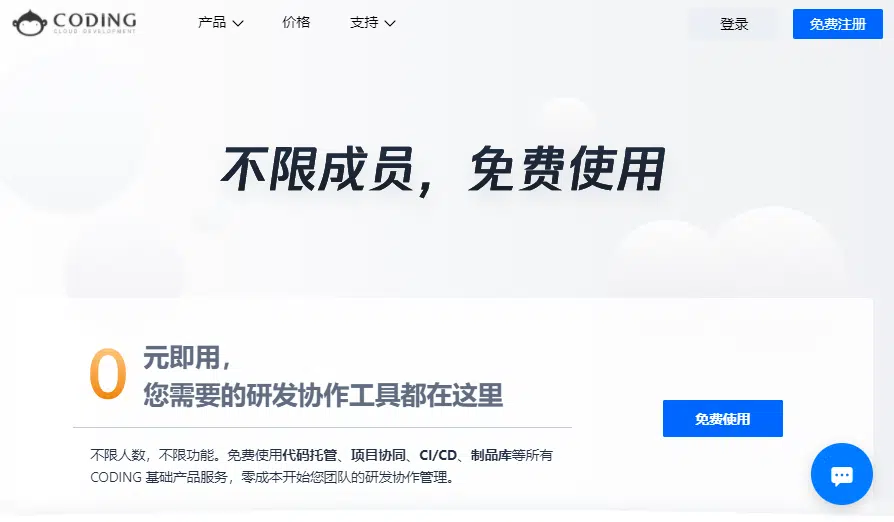 CODING
CLOUD DEVELOPMENT
产品 价格 支持 登录 免费注册
不限成员，免费使用
0 元即用，
您需要的研发协作工具都在这里
免费使用
不限人数，不限功能。免费使用代码托管、项目协同、CI/CD、制品库等所有
CODING 基础产品服务，零成本开始您团队的研发协作管理。